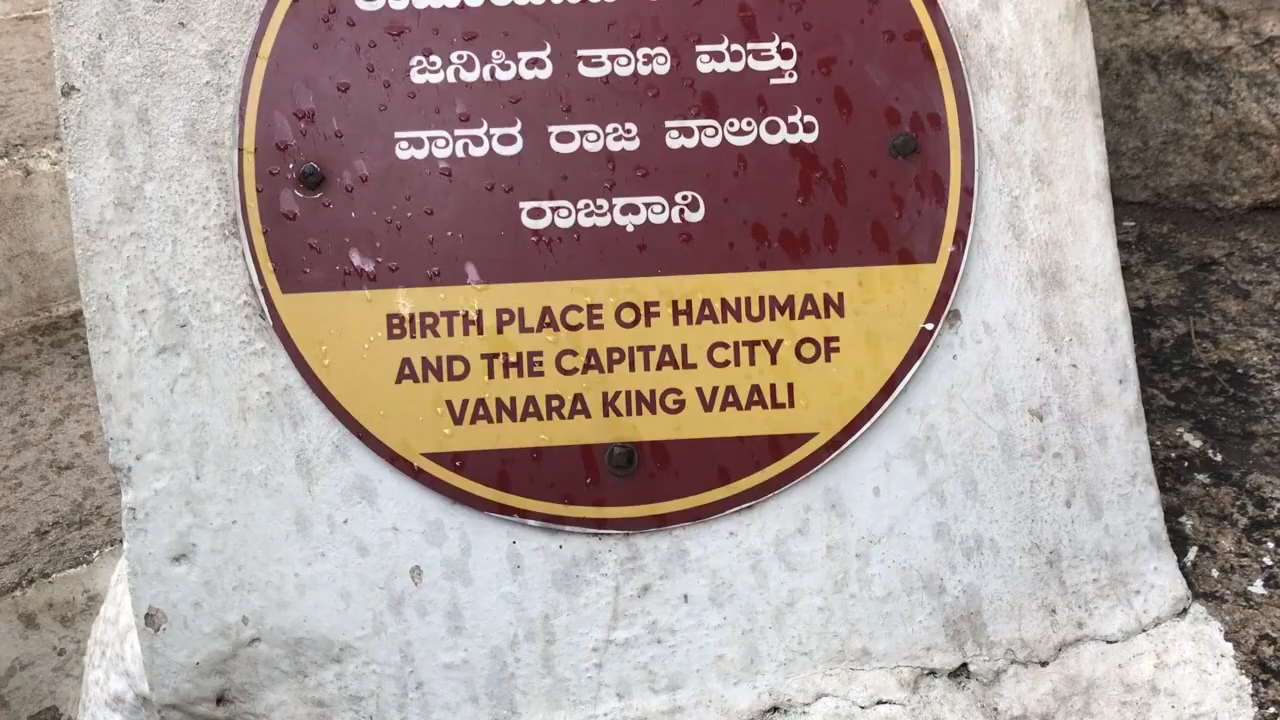 ಜನಿಸಿದ ತಾಣ ಮತ್ತು
ವಾನರ ರಾಜ ವಾಲಿಯ
ರಾಜಧಾನಿ
BIRTH PLACE OF HANUMAN
AND THE CAPITAL CITY OF
VANARA KING VAALI